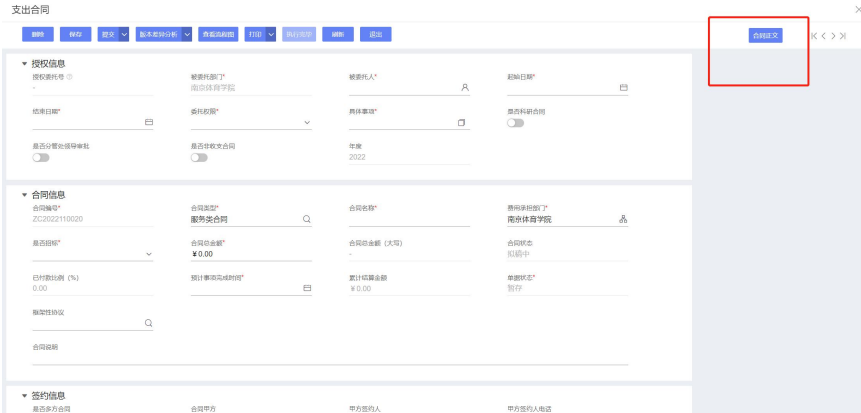 支出合同
删除 保存 提交 版本差异分析 查看流程图 打印 刷新 退出 合同正文
授权信息
授权委托号 被委托部门* 被委托人* 起始日期*
- 南京体育学院
结束日期* 委托权限* 具体事项* 是否科研合同
是否分管处领导审批 是否非收支合同 年度
2022
合同信息
合同编号* 合同类型* 合同名称* 费用承担部门*
ZC2022110020 服务类合同 南京体育学院
是否招标* 合同总金额* 合同总金额（大写） 合同状态
¥0.00 - 拟稿中
已付款比例（%） 预计事项完成时间* 累计结算金额 单据状态*
0.00 ¥0.00 暂存
框架性协议
合同说明
签约信息
是否多方合同 合同甲方 甲方签约人 甲方签约人电话